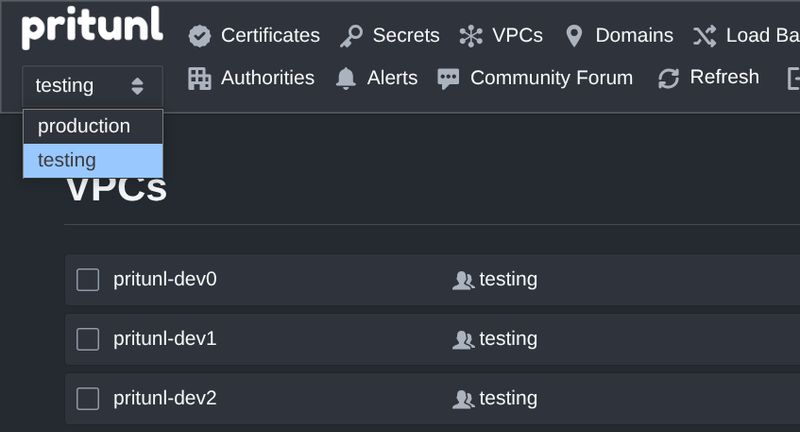 pritunl
Certificates Secrets VPCs Domains Load Ba
testing
Authorities Alerts Community Forum Refresh
production
testing
VPCs
pritunl-dev0 testing
pritunl-dev1 testing
pritunl-dev2 testing